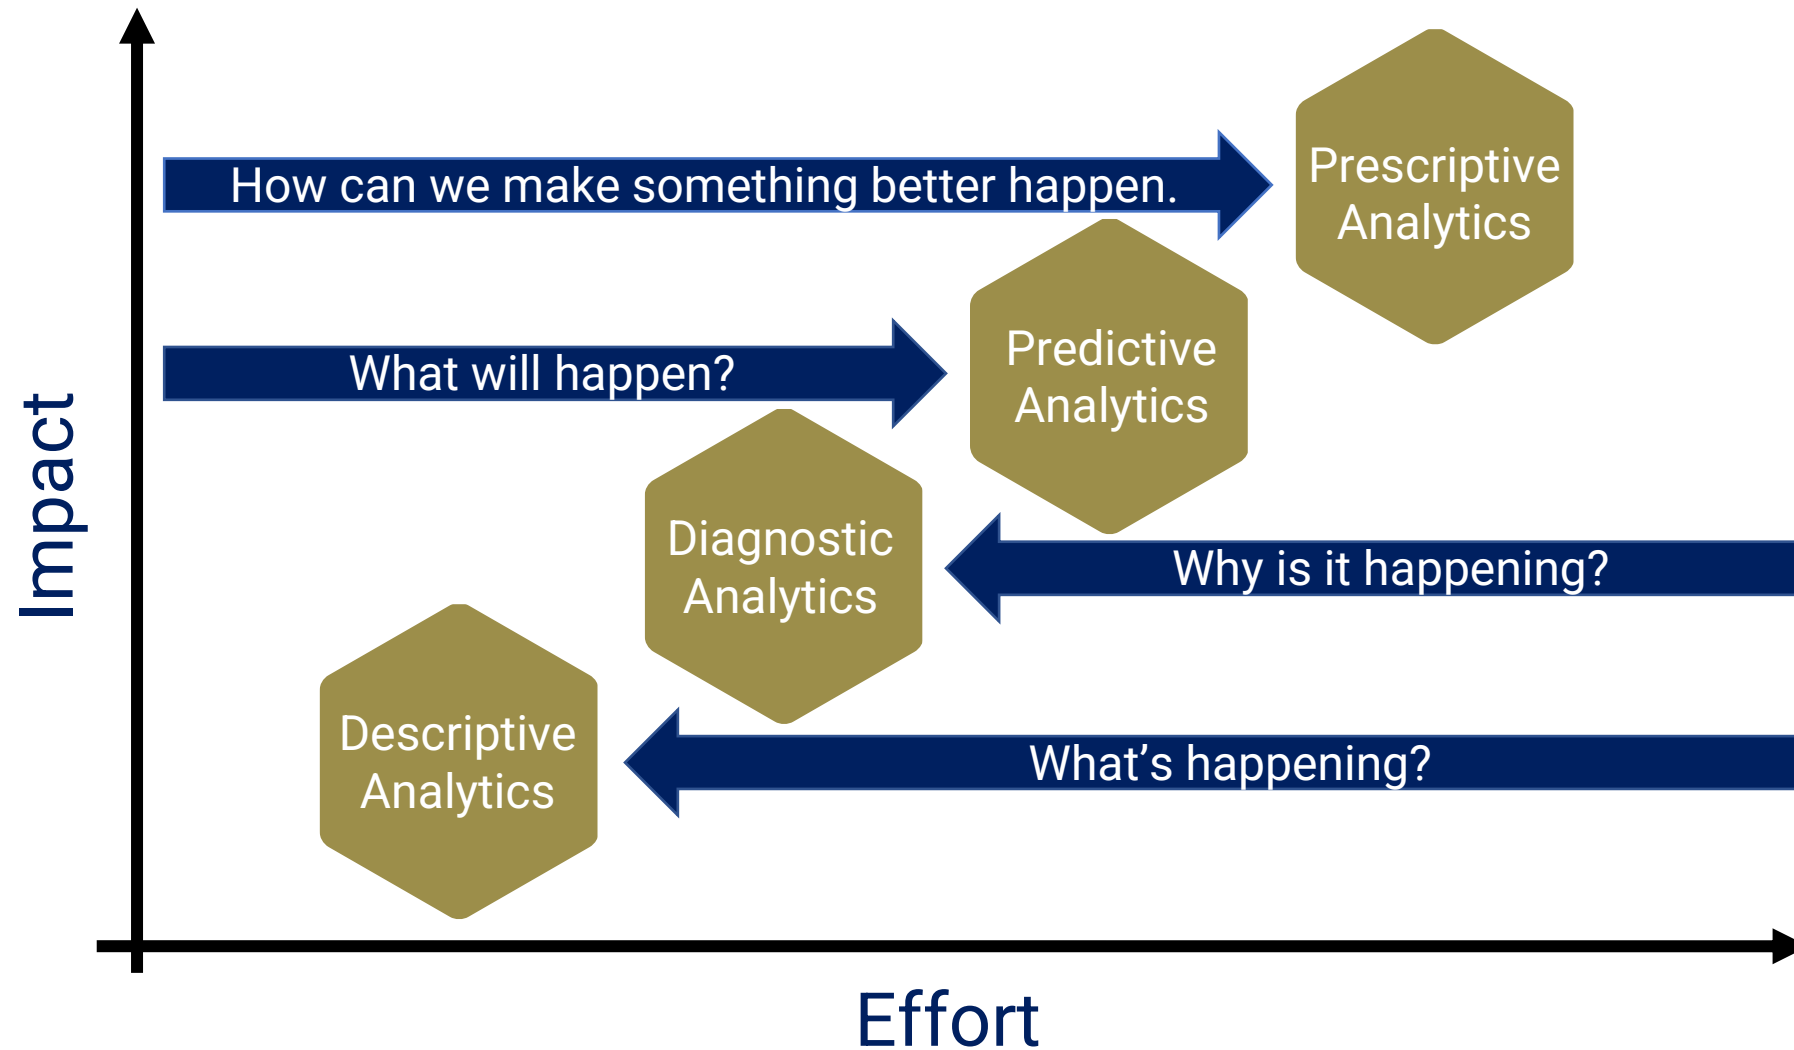 How can we make something better happen.
Prescriptive
Analytics
What will happen?
Predictive
Analytics
Impact
Diagnostic
Analytics
Why is it happening?
Descriptive
Analytics
What’s happening?
Effort